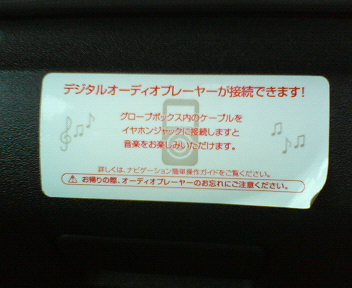 デジタルオーディオプレーヤーが接続できます!
グローブボックス内のケーブルを
イヤホンジャックに接続しますと
音楽をお楽しみいただけます。
詳しくは、ナビゲーション簡単操作ガイドをご覧ください。
お帰りの際、オーディオプレーヤーのお忘れにご注意ください。